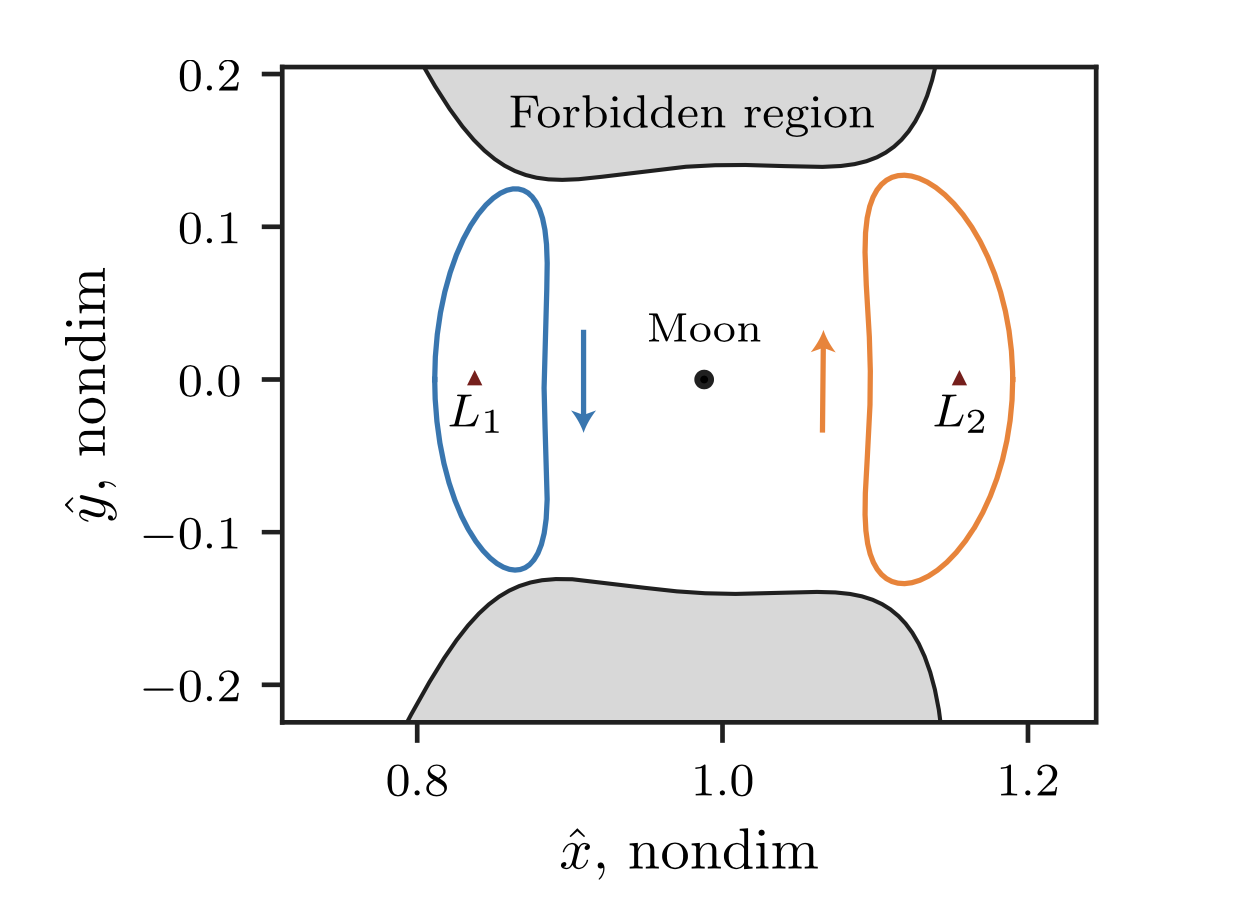 0.2
Forbidden region
0.1
Moon
0.0
L₁
L₂
−0.1
−0.2
ŷ, nondim
0.8
1.0
1.2
x̂, nondim